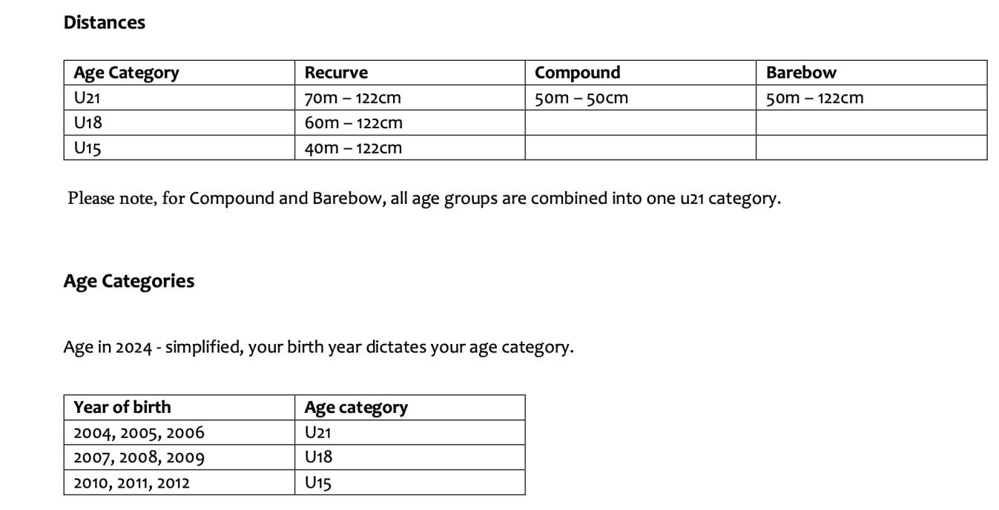 Distances
Age Category Recurve Compound Barebow
U21 70m – 122cm 50m – 50cm 50m – 122cm
U18 60m – 122cm
U15 40m – 122cm
Please note, for Compound and Barebow, all age groups are combined into one u21 category.
Age Categories
Age in 2024 - simplified, your birth year dictates your age category.
Year of birth Age category
2004, 2005, 2006 U21
2007, 2008, 2009 U18
2010, 2011, 2012 U15